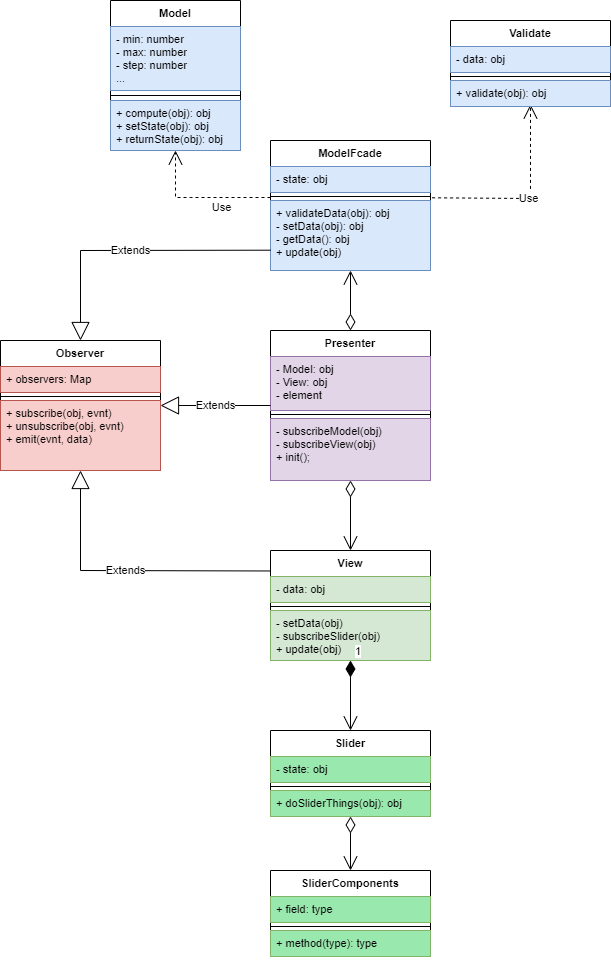 Model
- min: number
- max: number
- step: number
...
+ compute(obj): obj
+ setState(obj): obj
+ returnState(obj): obj
Validate
- data: obj
+ validate(obj): obj
ModelFcade
- state: obj
+ validateData(obj): obj
- setData(obj): obj
- getData(): obj
+ update(obj)
Use
Use
Extends
Observer
+ observers: Map
+ subscribe(obj, evnt)
+ unsubscribe(obj, evnt)
+ emit(evnt, data)
Extends
Presenter
- Model: obj
- View: obj
- element
- subscribeModel(obj)
- subscribeView(obj)
+ init();
Extends
View
- data: obj
- setData(obj)
- subscribeSlider(obj)
+ update(obj)
1
Slider
- state: obj
+ doSliderThings(obj): obj
SliderComponents
+ field: type
+ method(type): type